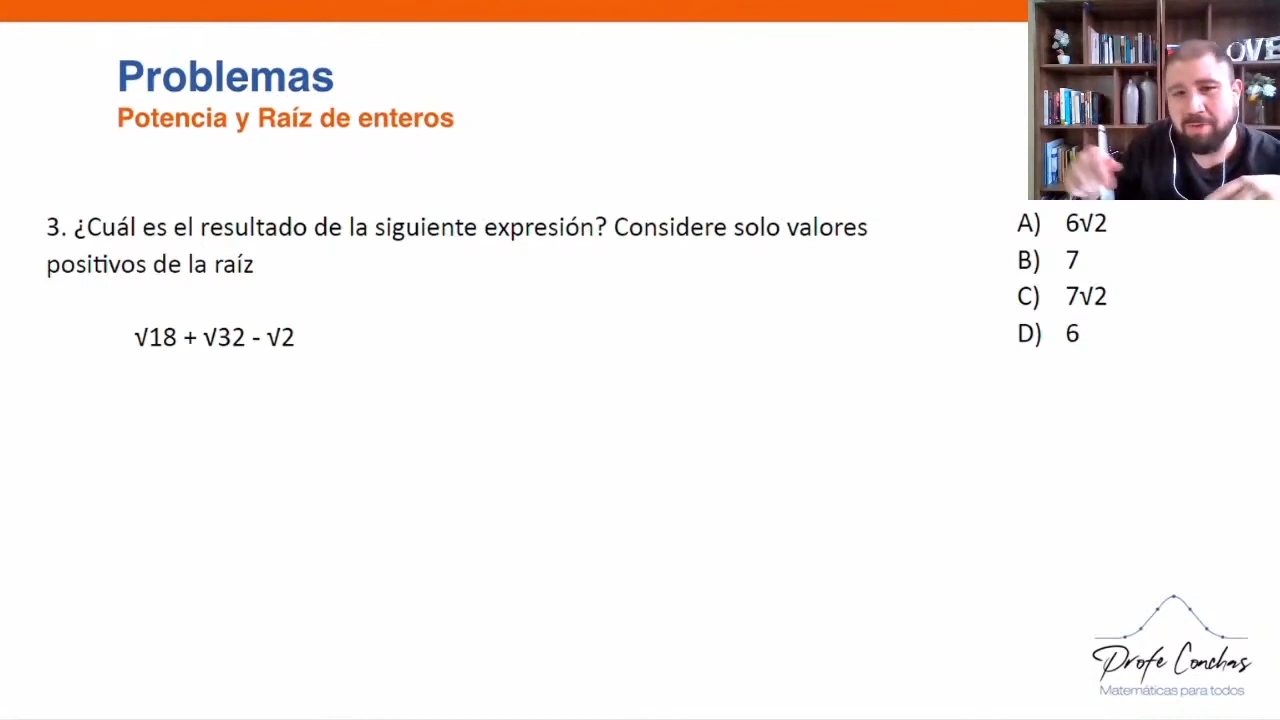 Problemas
Potencia y Raíz de enteros
OVE
3. ¿Cuál es el resultado de la siguiente expresión? Considere solo valores
positivos de la raíz
√18 + √32 - √2
A) 6√2
B) 7
C) 7√2
D) 6
Profe Conchas
Matemáticas para todos